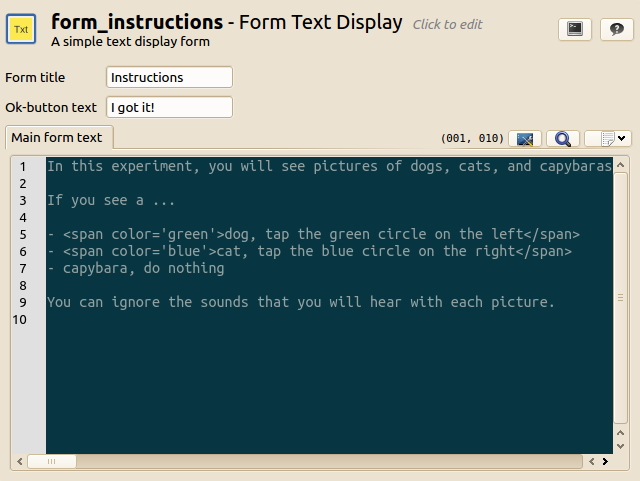 Txt
form_instructions - Form Text Display Click to edit
A simple text display form
Form title Instructions
Ok-button text I got it!
Main form text (001, 010)
1 In this experiment, you will see pictures of dogs, cats, and capybaras
2
3 If you see a ...
4
5 - <span color='green'>dog, tap the green circle on the left</span>
6 - <span color='blue'>cat, tap the blue circle on the right</span>
7 - capybara, do nothing
8
9 You can ignore the sounds that you will hear with each picture.
10